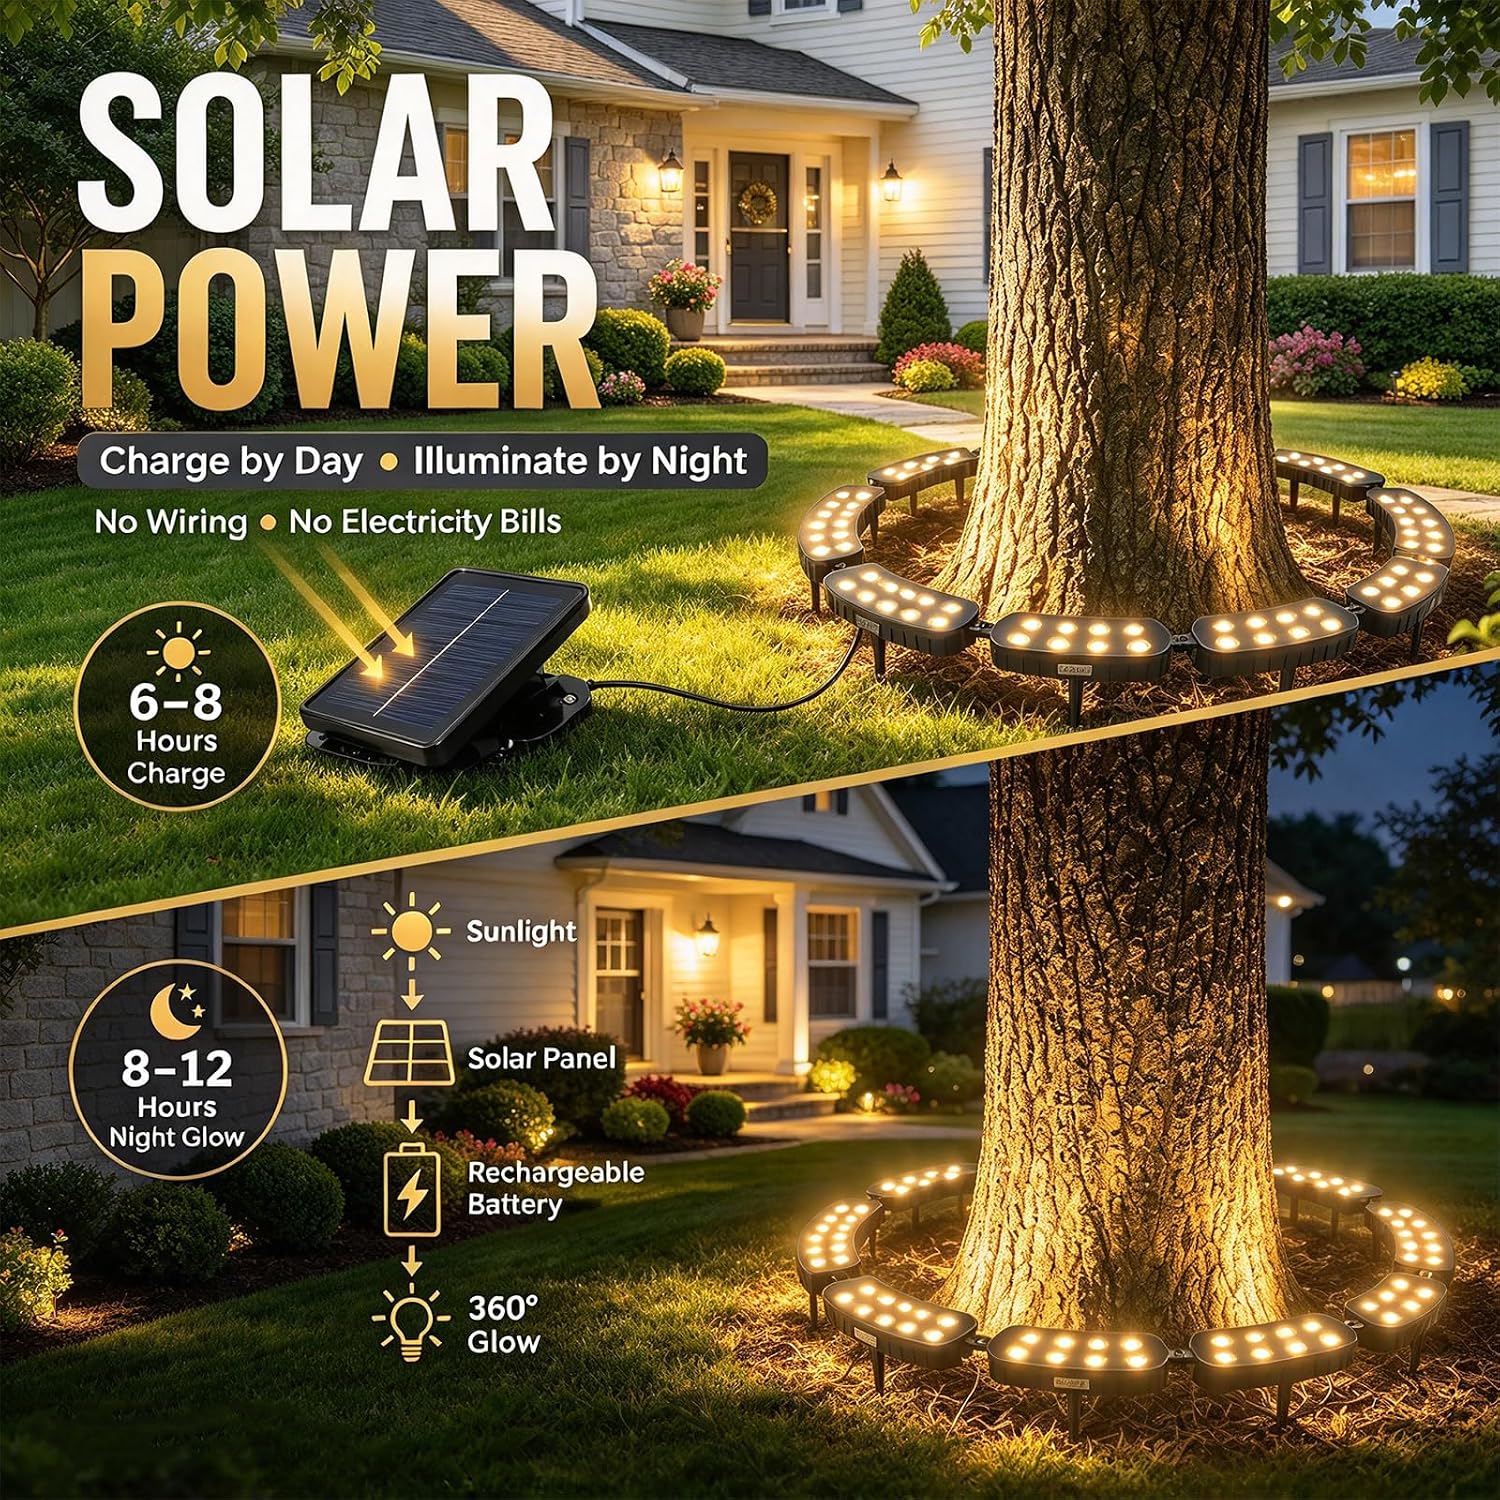 SOLAR
POWER
Charge by Day • Illuminate by Night
No Wiring • No Electricity Bills
6–8
Hours
Charge
Sunlight
Solar Panel
8–12
Hours
Night Glow
Rechargeable
Battery
360°
Glow